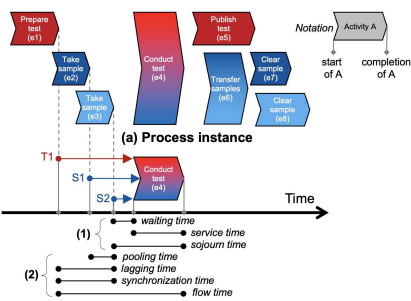 Prepare
test
(e1)
Publish
test
(e5)
Notation
Activity A
start
of A
completion
of A
Take
sample
(e2)
Conduct
test
(e4)
Clear
sample
(e7)
Transfer
samples
(e6)
Take
sample
(e3)
Clear
sample
(e8)
(a) Process instance
T1
S1
S2
Conduct
test
(e4)
Time
(1)
waiting time
service time
sojourn time
(2)
pooling time
lagging time
synchronization time
flow time